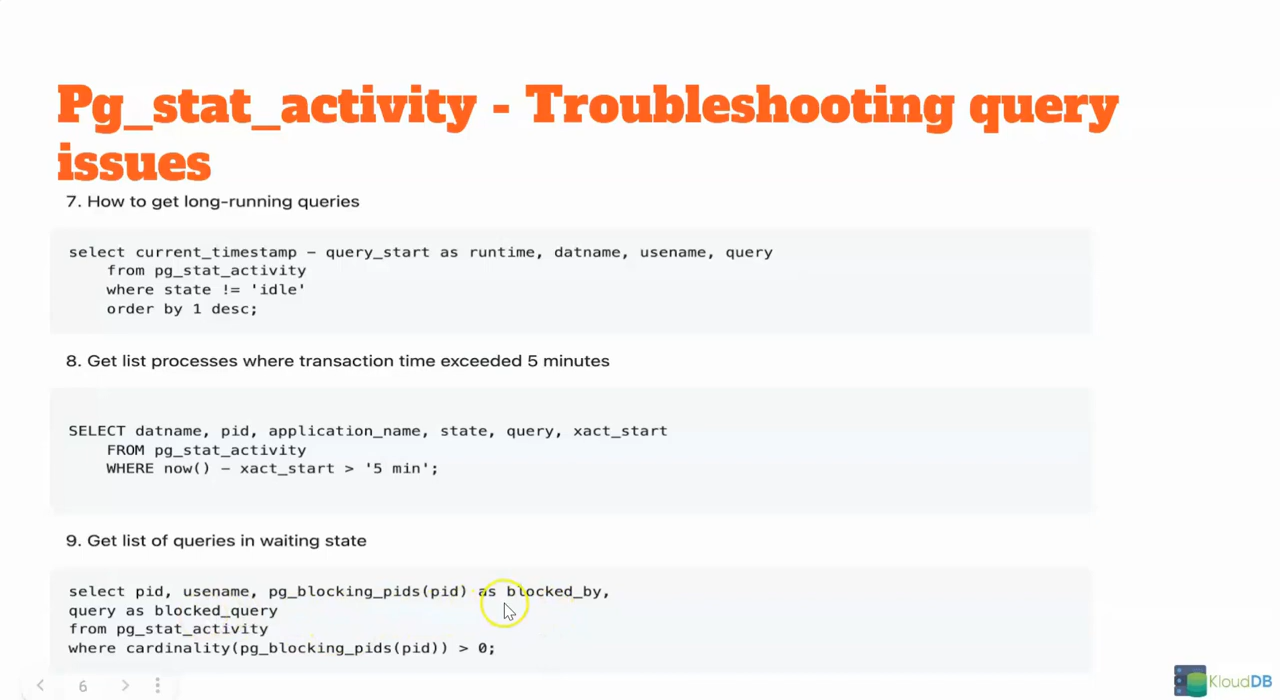 Pg_stat_activity - Troubleshooting query
issues
7. How to get long-running queries
select current_timestamp - query_start as runtime, datname, usename, query
from pg_stat_activity
where state != 'idle'
order by 1 desc;
8. Get list processes where transaction time exceeded 5 minutes
SELECT datname, pid, application_name, state, query, xact_start
FROM pg_stat_activity
WHERE now() - xact_start > '5 min';
9. Get list of queries in waiting state
select pid, usename, pg_blocking_pids(pid) as blocked_by,
query as blocked_query
from pg_stat_activity
where cardinality(pg_blocking_pids(pid)) > 0;
6
KloudDB